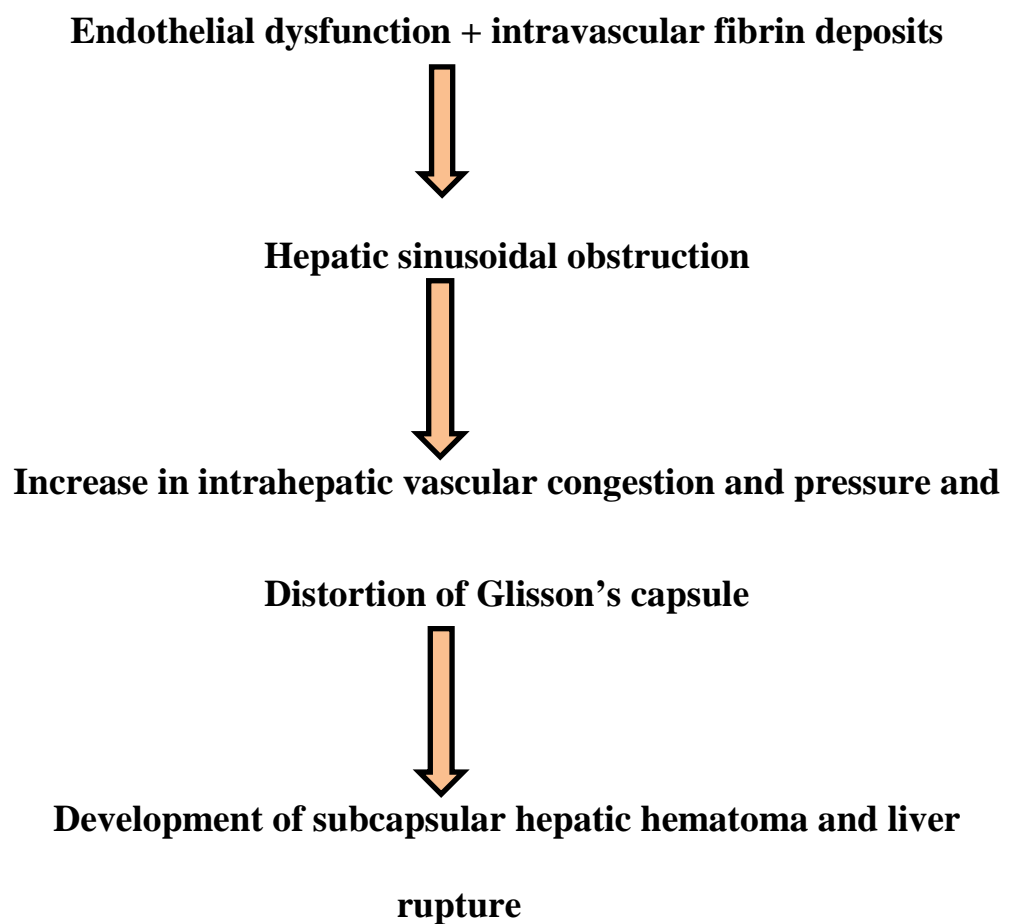 Endothelial dysfunction + intravascular fibrin deposits
Hepatic sinusoidal obstruction
Increase in intrahepatic vascular congestion and pressure and
Distortion of Glisson’s capsule
Development of subcapsular hepatic hematoma and liver
rupture